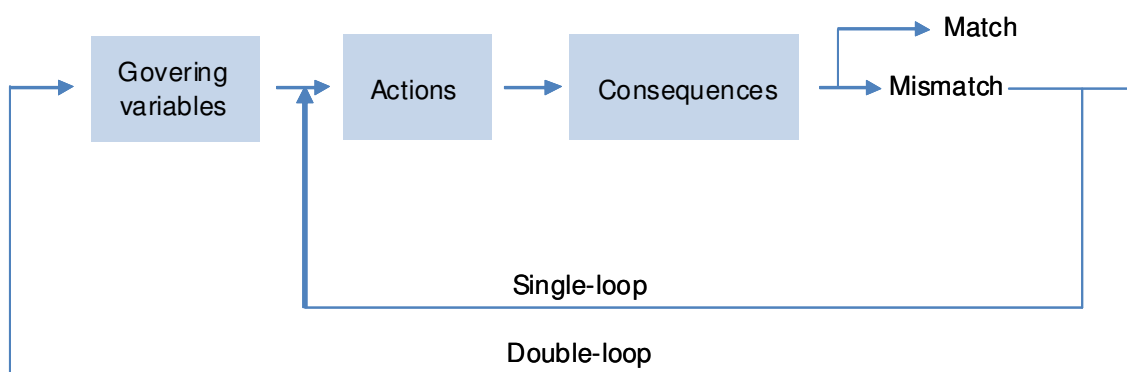 Match
Govering
variables
Actions
Consequences
Mismatch
Single-loop
Double-loop